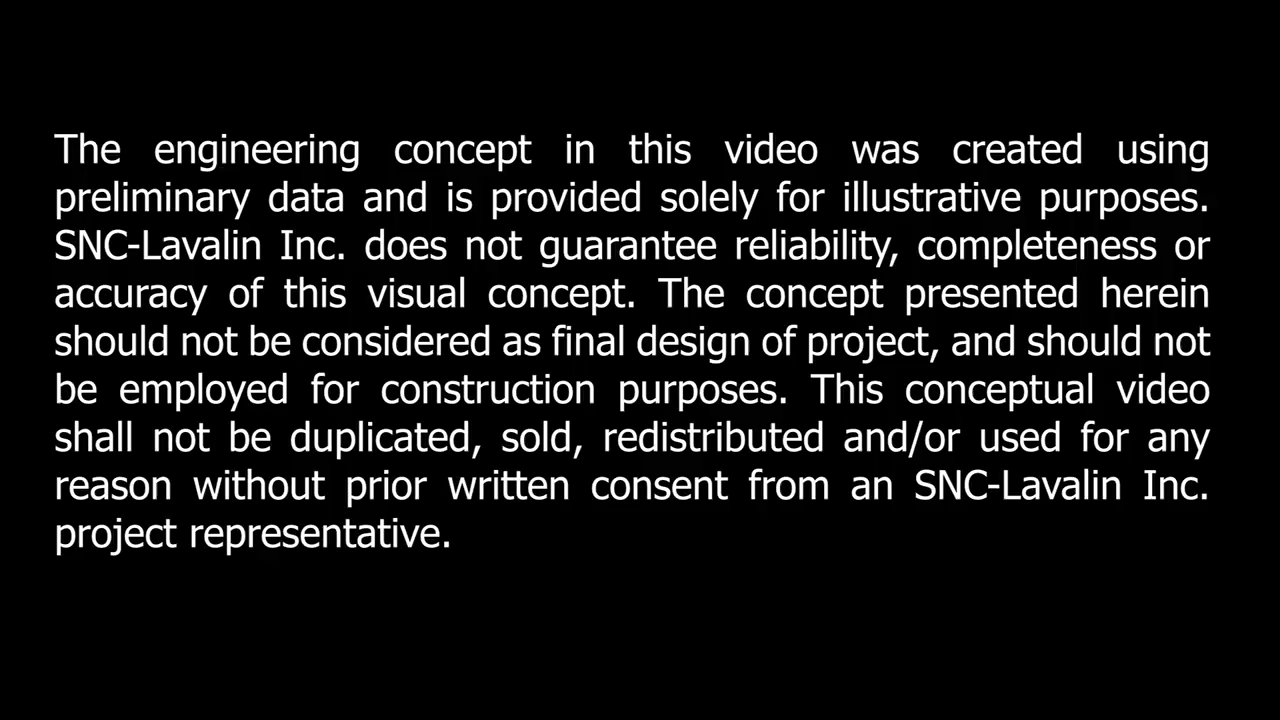 The engineering concept in this video was created using
preliminary data and is provided solely for illustrative purposes.
SNC-Lavalin Inc. does not guarantee reliability, completeness or
accuracy of this visual concept. The concept presented herein
should not be considered as final design of project, and should not
be employed for construction purposes. This conceptual video
shall not be duplicated, sold, redistributed and/or used for any
reason without prior written consent from an SNC-Lavalin Inc.
project representative.